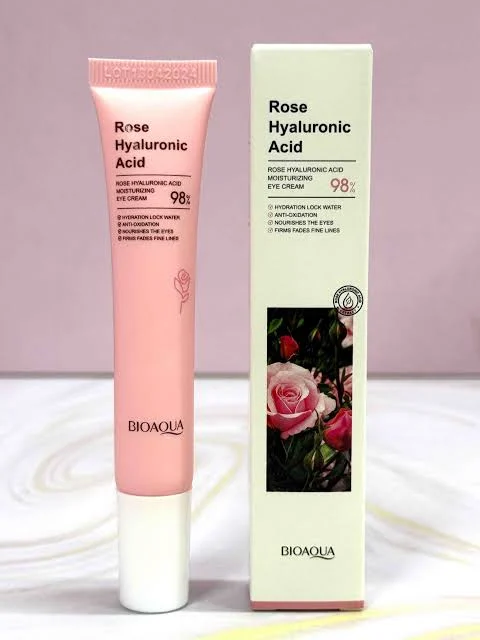 LOT13042024
Rose
Hyaluronic
Acid
ROSE HYALURONIC ACID
MOISTURIZING
EYE CREAM 98%
HYDRATION LOCK WATER
ANTI-OXIDATION
NOURISHES THE EYES
FIRMS FADES FINE LINES
BIOAQUA
Rose
Hyaluronic
Acid
ROSE HYALURONIC ACID
MOISTURIZING
EYE CREAM 98%
HYDRATION LOCK WATER
ANTI-OXIDATION
NOURISHES THE EYES
FIRMS FADES FINE LINES
BIOAQUA